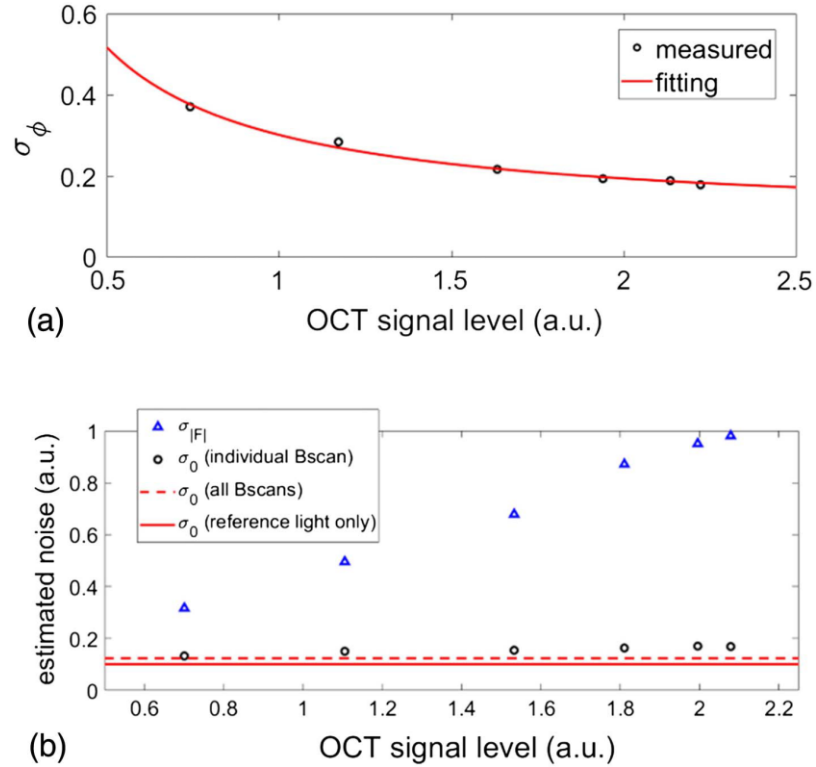 0.6
0.4
0.2
0
σϕ
measured
fitting
0.5 1 1.5 2 2.5
OCT signal level (a.u.)
(a)
σ|F|
σ0 (individual Bscan)
σ0 (all Bscans)
σ0 (reference light only)
1
0.8
0.6
0.4
0.2
0
estimated noise (a.u.)
0.6 0.8 1 1.2 1.4 1.6 1.8 2 2.2
OCT signal level (a.u.)
(b)